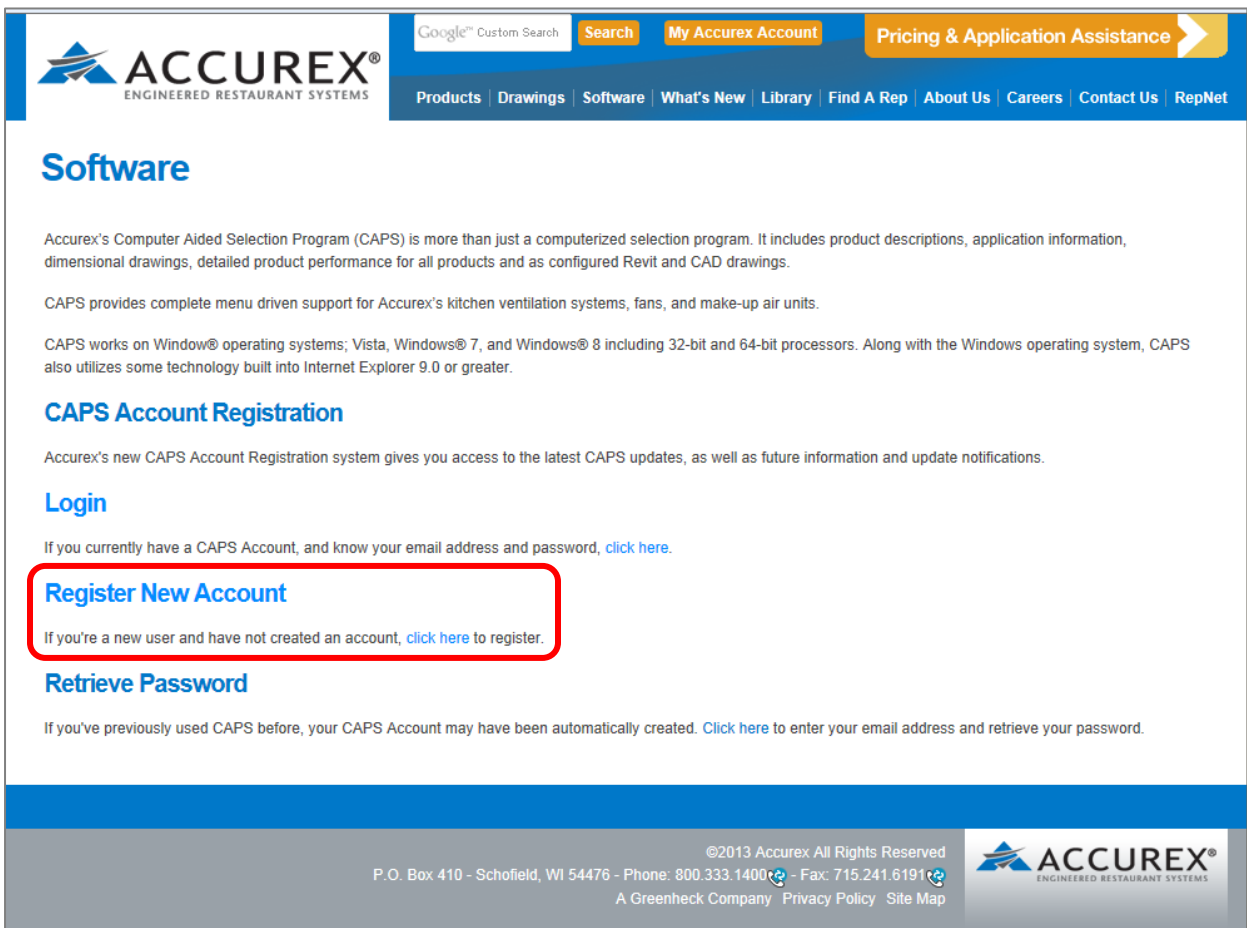 Google™ Custom Search Search My Accurex Account Pricing & Application Assistance
ACCUREX®
ENGINEERED RESTAURANT SYSTEMS
Products | Drawings | Software | What's New | Library | Find A Rep | About Us | Careers | Contact Us | RepNet
Software
Accurex's Computer Aided Selection Program (CAPS) is more than just a computerized selection program. It includes product descriptions, application information,
dimensional drawings, detailed product performance for all products and as configured Revit and CAD drawings.
CAPS provides complete menu driven support for Accurex's kitchen ventilation systems, fans, and make-up air units.
CAPS works on Window® operating systems; Vista, Windows® 7, and Windows® 8 including 32-bit and 64-bit processors. Along with the Windows operating system, CAPS
also utilizes some technology built into Internet Explorer 9.0 or greater.
CAPS Account Registration
Accurex's new CAPS Account Registration system gives you access to the latest CAPS updates, as well as future information and update notifications.
Login
If you currently have a CAPS Account, and know your email address and password, click here.
Register New Account
If you're a new user and have not created an account, click here to register.
Retrieve Password
If you've previously used CAPS before, your CAPS Account may have been automatically created. Click here to enter your email address and retrieve your password.
©2013 Accurex All Rights Reserved
P.O. Box 410 - Schofield, WI 54476 - Phone: 800.333.1400 - Fax: 715.241.6191
A Greenheck Company Privacy Policy Site Map
ACCUREX®
ENGINEERED RESTAURANT SYSTEMS